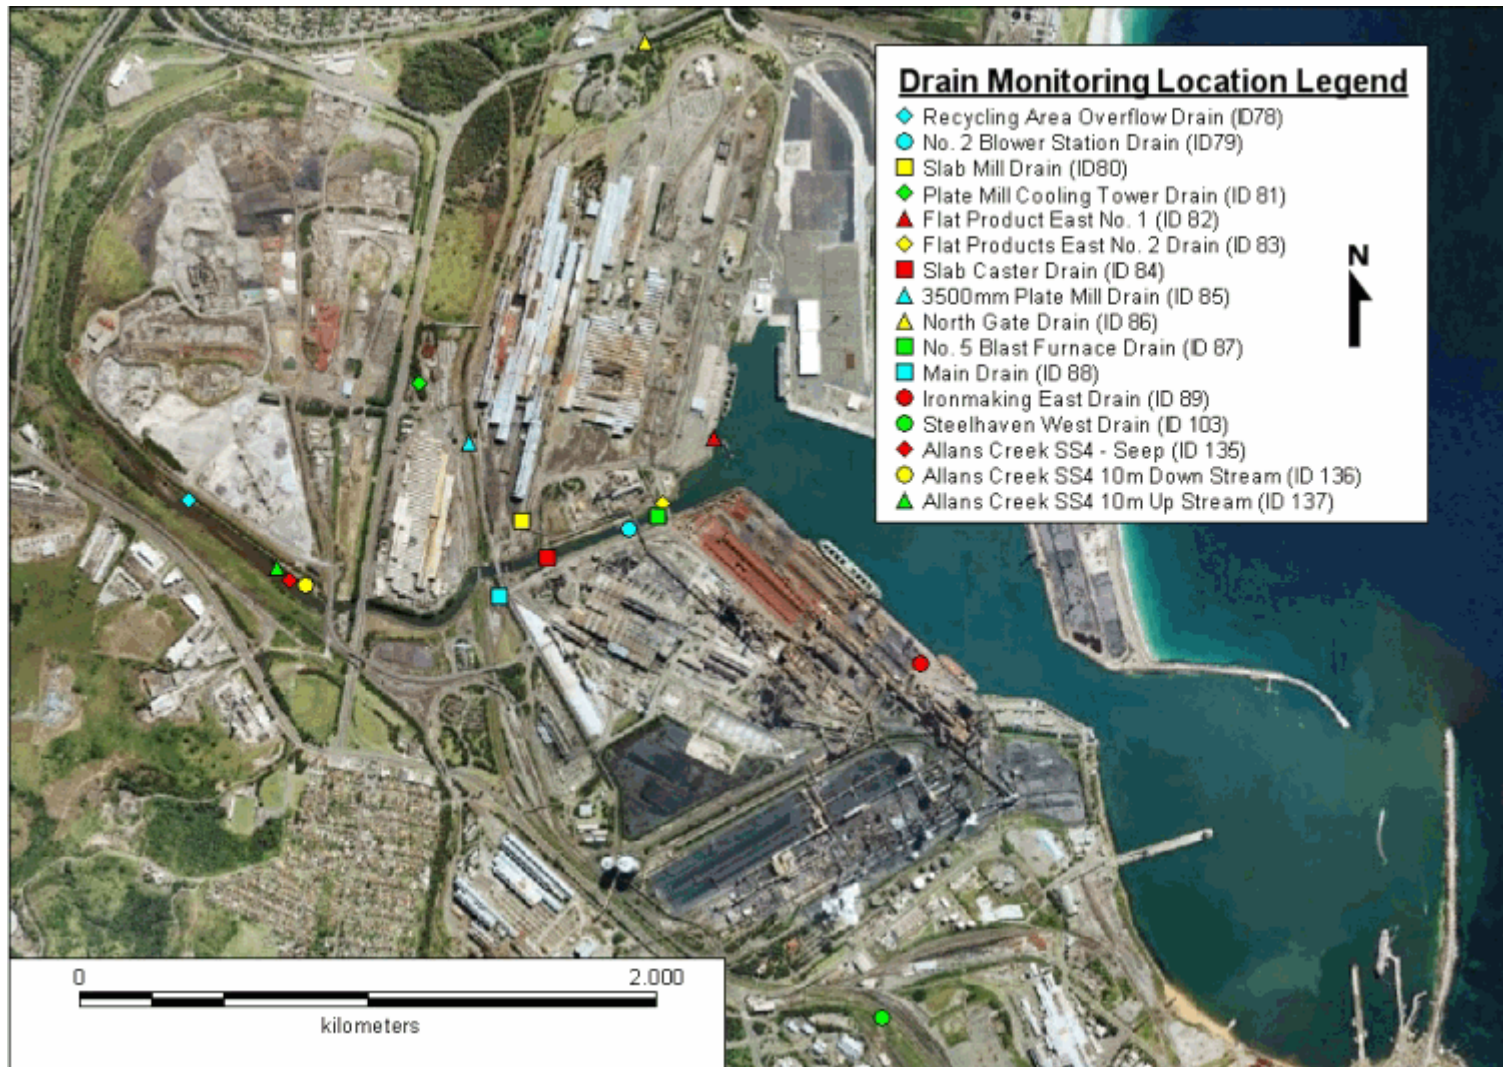 Drain Monitoring Location Legend
Recycling Area Overflow Drain (ID78)
No. 2 Blower Station Drain (ID79)
Slab Mill Drain (ID80)
Plate Mill Cooling Tower Drain (ID 81)
Flat Product East No. 1 (ID 82)
Flat Products East No. 2 Drain (ID 83)
Slab Caster Drain (ID 84)
3500mm Plate Mill Drain (ID 85)
North Gate Drain (ID 86)
No. 5 Blast Furnace Drain (ID 87)
Main Drain (ID 88)
Ironmaking East Drain (ID 89)
Steelhaven West Drain (ID 103)
Allans Creek SS4 - Seep (ID 135)
Allans Creek SS4 10m Down Stream (ID 136)
Allans Creek SS4 10m Up Stream (ID 137)
N
0 2.000
kilometers